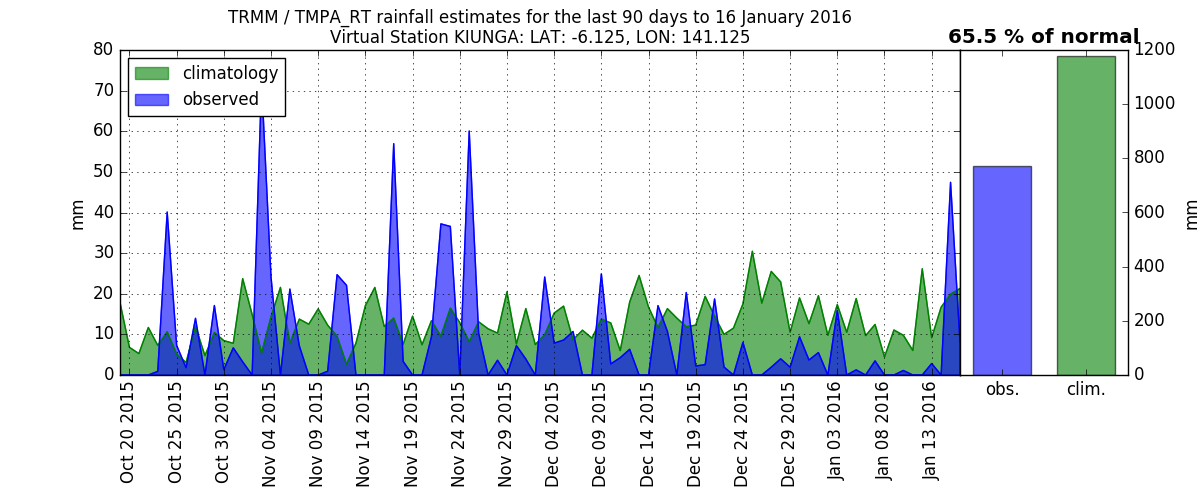 TRMM / TMPA_RT rainfall estimates for the last 90 days to 16 January 2016
Virtual Station KIUNGA: LAT: -6.125, LON: 141.125
65.5 % of normal
climatology
observed
mm
80
70
60
50
40
30
20
10
0
Oct 20 2015
Oct 25 2015
Oct 30 2015
Nov 04 2015
Nov 09 2015
Nov 14 2015
Nov 19 2015
Nov 24 2015
Nov 29 2015
Dec 04 2015
Dec 09 2015
Dec 14 2015
Dec 19 2015
Dec 24 2015
Dec 29 2015
Jan 03 2016
Jan 08 2016
Jan 13 2016
obs.
clim.
1200
1000
800
600
400
200
0
mm